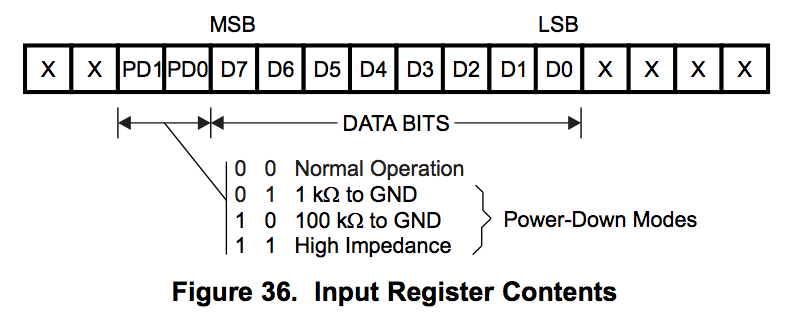 MSB LSB
X X PD1 PD0 D7 D6 D5 D4 D3 D2 D1 D0 X X X X
DATA BITS
0 0 Normal Operation
0 1 1 kΩ to GND
1 0 100 kΩ to GND
Power-Down Modes
1 1 High Impedance
Figure 36. Input Register Contents